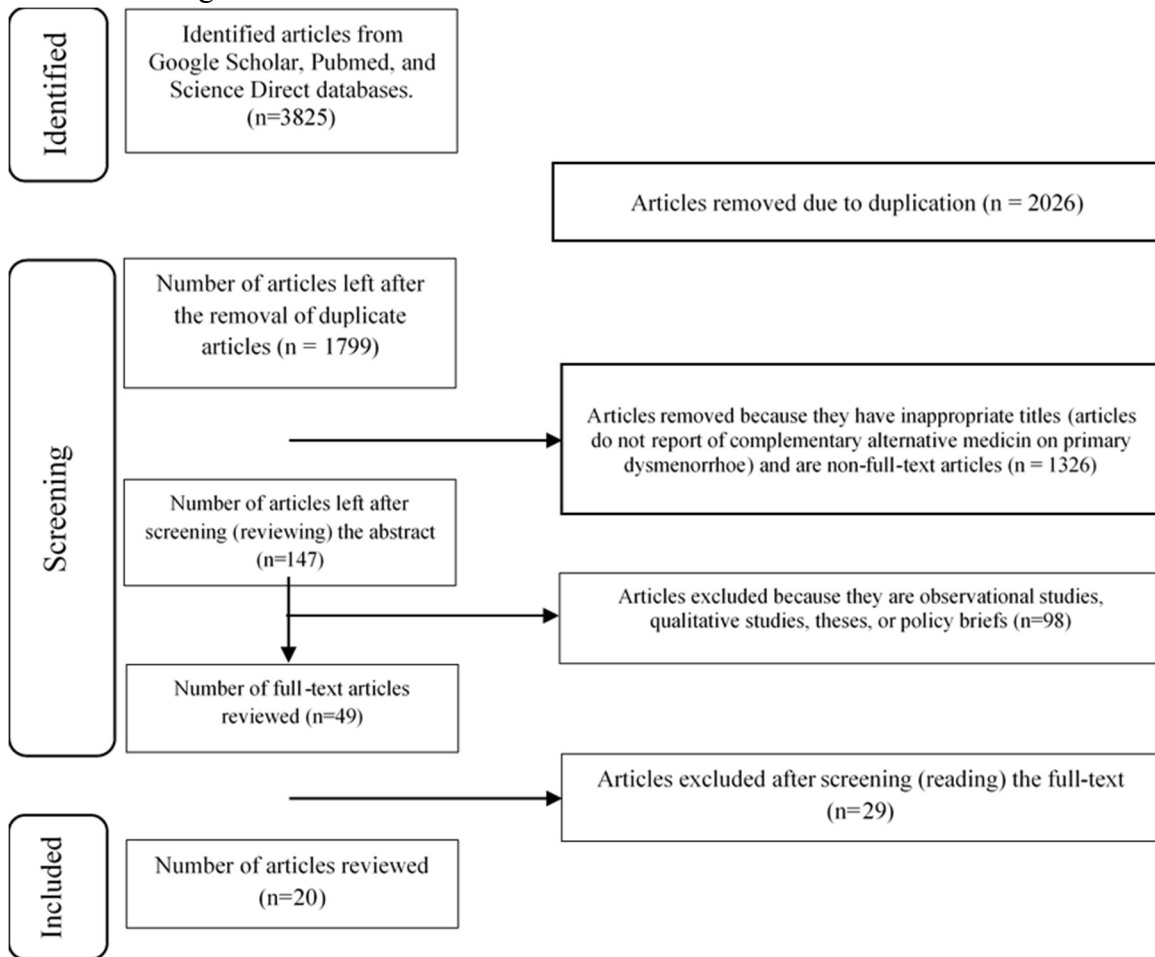 Identified
Identified articles from
Google Scholar, Pubmed, and
Science Direct databases.
(n=3825)
Articles removed due to duplication (n = 2026)
Screening
Number of articles left after
the removal of duplicate
articles (n = 1799)
Articles removed because they have inappropriate titles (articles
do not report of complementary alternative medicin on primary
dysmenorrhoe) and are non-full-text articles (n = 1326)
Number of articles left after
screening (reviewing) the abstract
(n=147)
Articles excluded because they are observational studies,
qualitative studies, theses, or policy briefs (n=98)
Number of full-text articles
reviewed (n=49)
Articles excluded after screening (reading) the full-text
(n=29)
Included
Number of articles reviewed
(n=20)